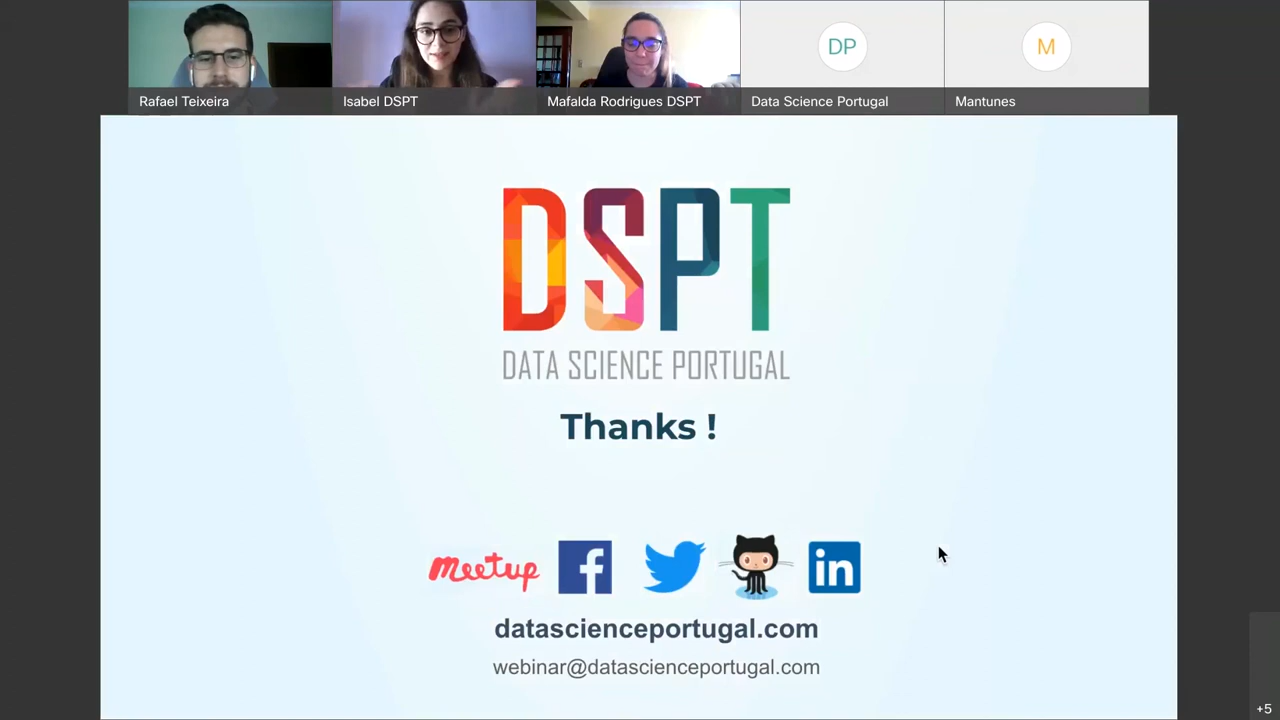 Rafael Teixeira
Isabel DSPT
Mafalda Rodrigues DSPT
DP
Data Science Portugal
M
Mantunes
DSPT
DATA SCIENCE PORTUGAL
Thanks !
meetup
f
in
datascienceportugal.com
webinar@datascienceportugal.com
+5